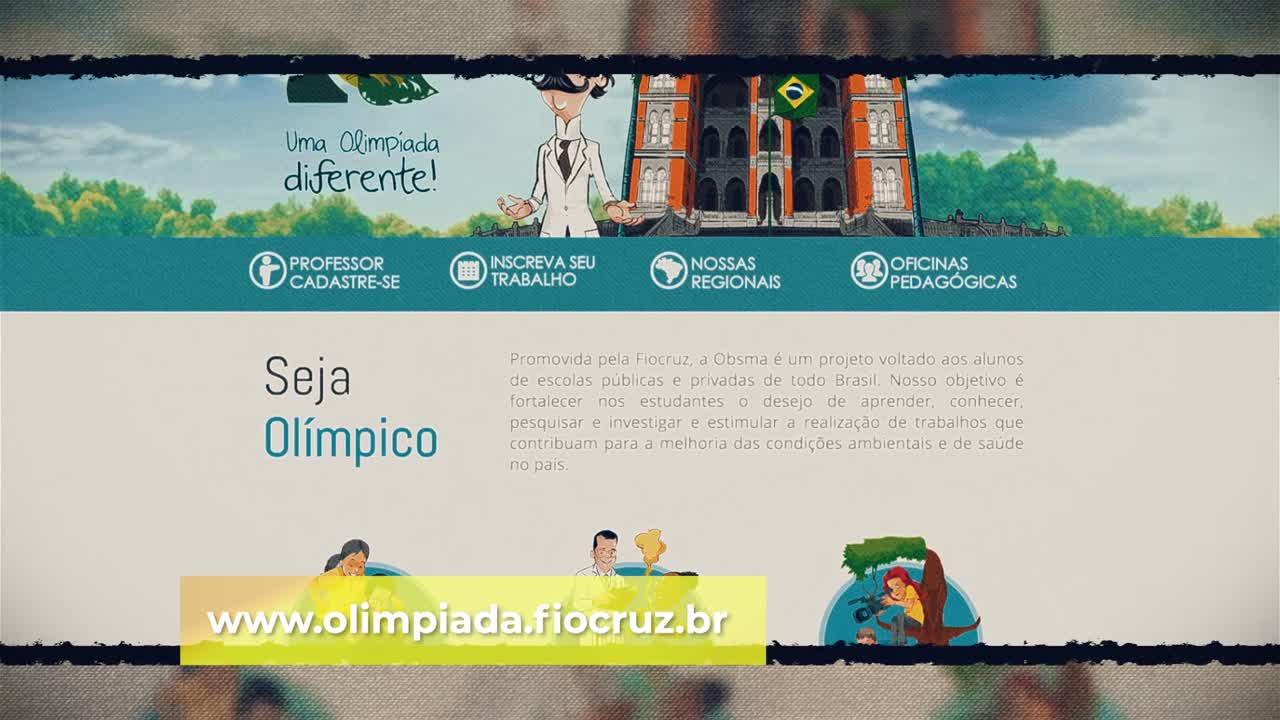 Uma Olimpíada
diferente!
PROFESSOR
CADASTRE-SE
INSCREVA SEU
TRABALHO
NOSSAS
REGIONAIS
OFICINAS
PEDAGÓGICAS
Seja
Olímpico
Promovida pela Fiocruz, a Obsma é um projeto voltado aos alunos
de escolas públicas e privadas de todo Brasil. Nosso objetivo é
fortalecer nos estudantes o desejo de aprender, conhecer,
pesquisar e investigar e estimular a realização de trabalhos que
contribuam para a melhoria das condições ambientais e de saúde
no país.
www.olimpiada.fiocruz.br